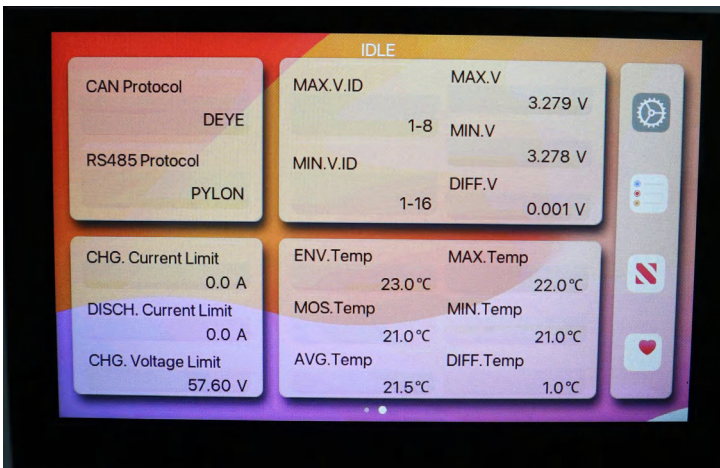 IDLE
CAN Protocol
DEYE
RS485 Protocol
PYLON
MAX.V.ID
1-8
MIN.V.ID
1-16
MAX.V
3.279 V
MIN.V
3.278 V
DIFF.V
0.001 V
CHG. Current Limit
0.0 A
DISCH. Current Limit
0.0 A
CHG. Voltage Limit
57.60 V
ENV.Temp
23.0℃
MOS.Temp
21.0℃
AVG.Temp
21.5℃
MAX.Temp
22.0℃
MIN.Temp
21.0℃
DIFF.Temp
1.0℃